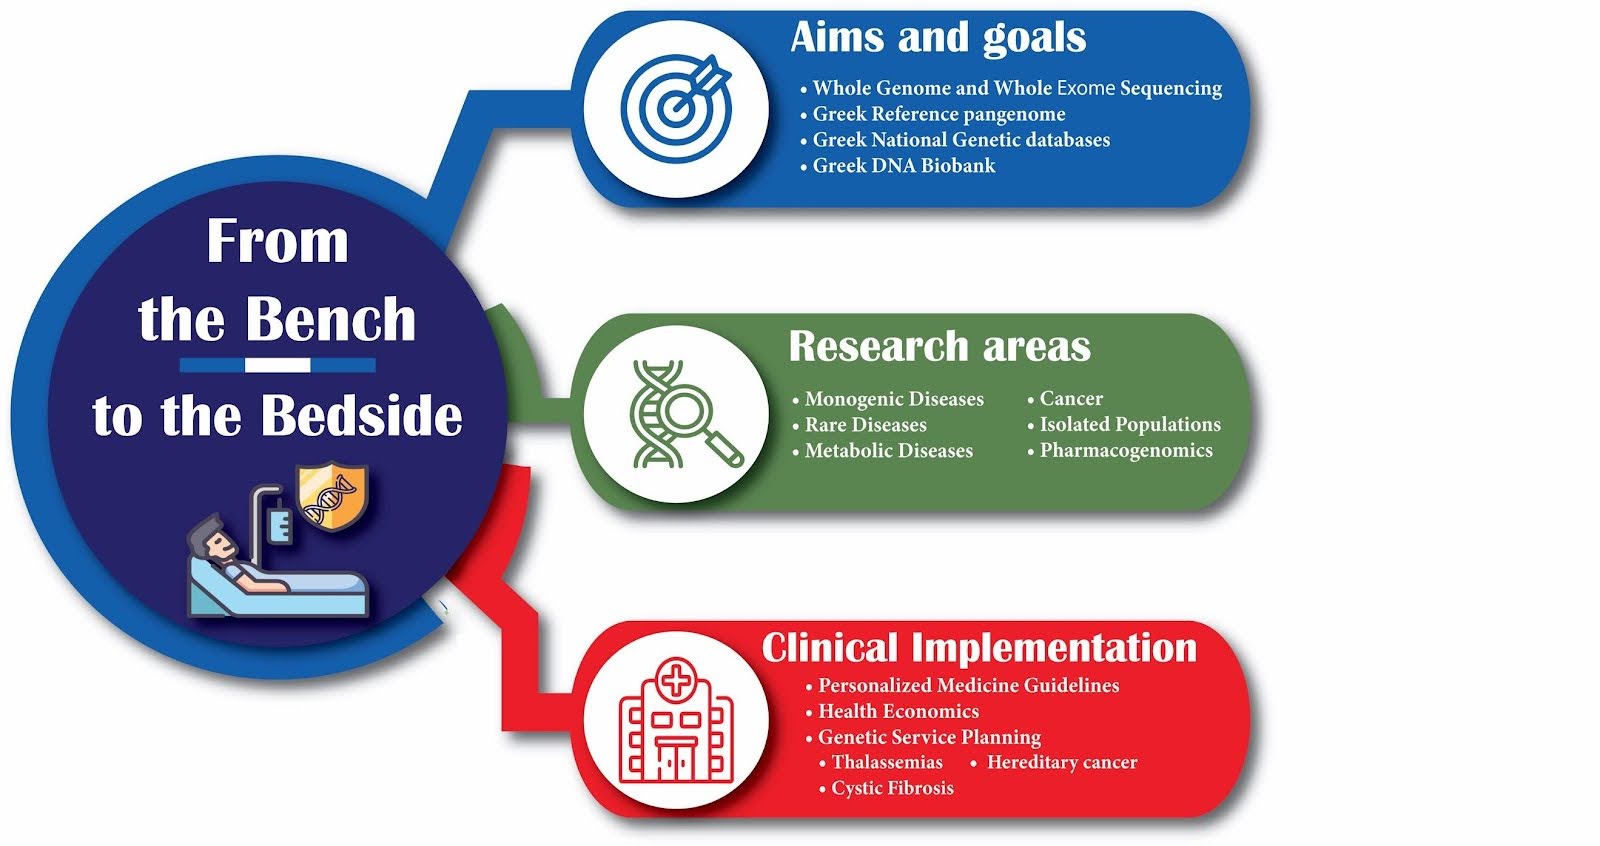 From
the Bench
to the Bedside
Aims and goals
• Whole Genome and Whole Exome Sequencing
• Greek Reference pangenome
• Greek National Genetic databases
• Greek DNA Biobank
Research areas
• Monogenic Diseases
• Rare Diseases
• Metabolic Diseases
• Cancer
• Isolated Populations
• Pharmacogenomics
Clinical Implementation
• Personalized Medicine Guidelines
• Health Economics
• Genetic Service Planning
• Thalassemias • Hereditary cancer
• Cystic Fibrosis